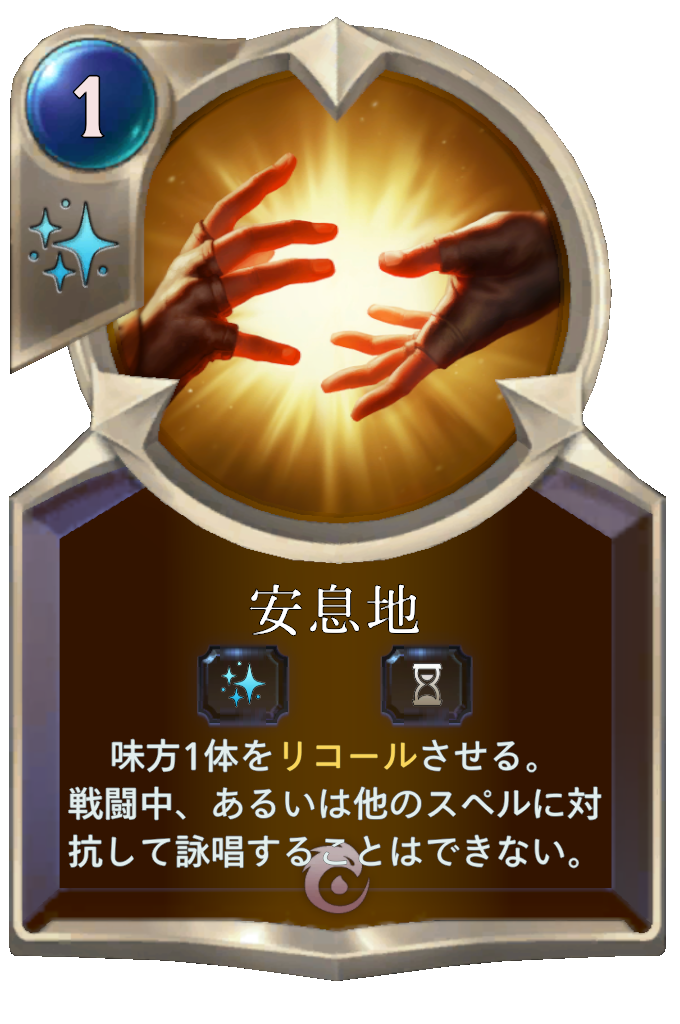 1
安息地
味方1体をリコールさせる。
戦闘中、あるいは他のスペルに対
抗して詠唱することはできない。